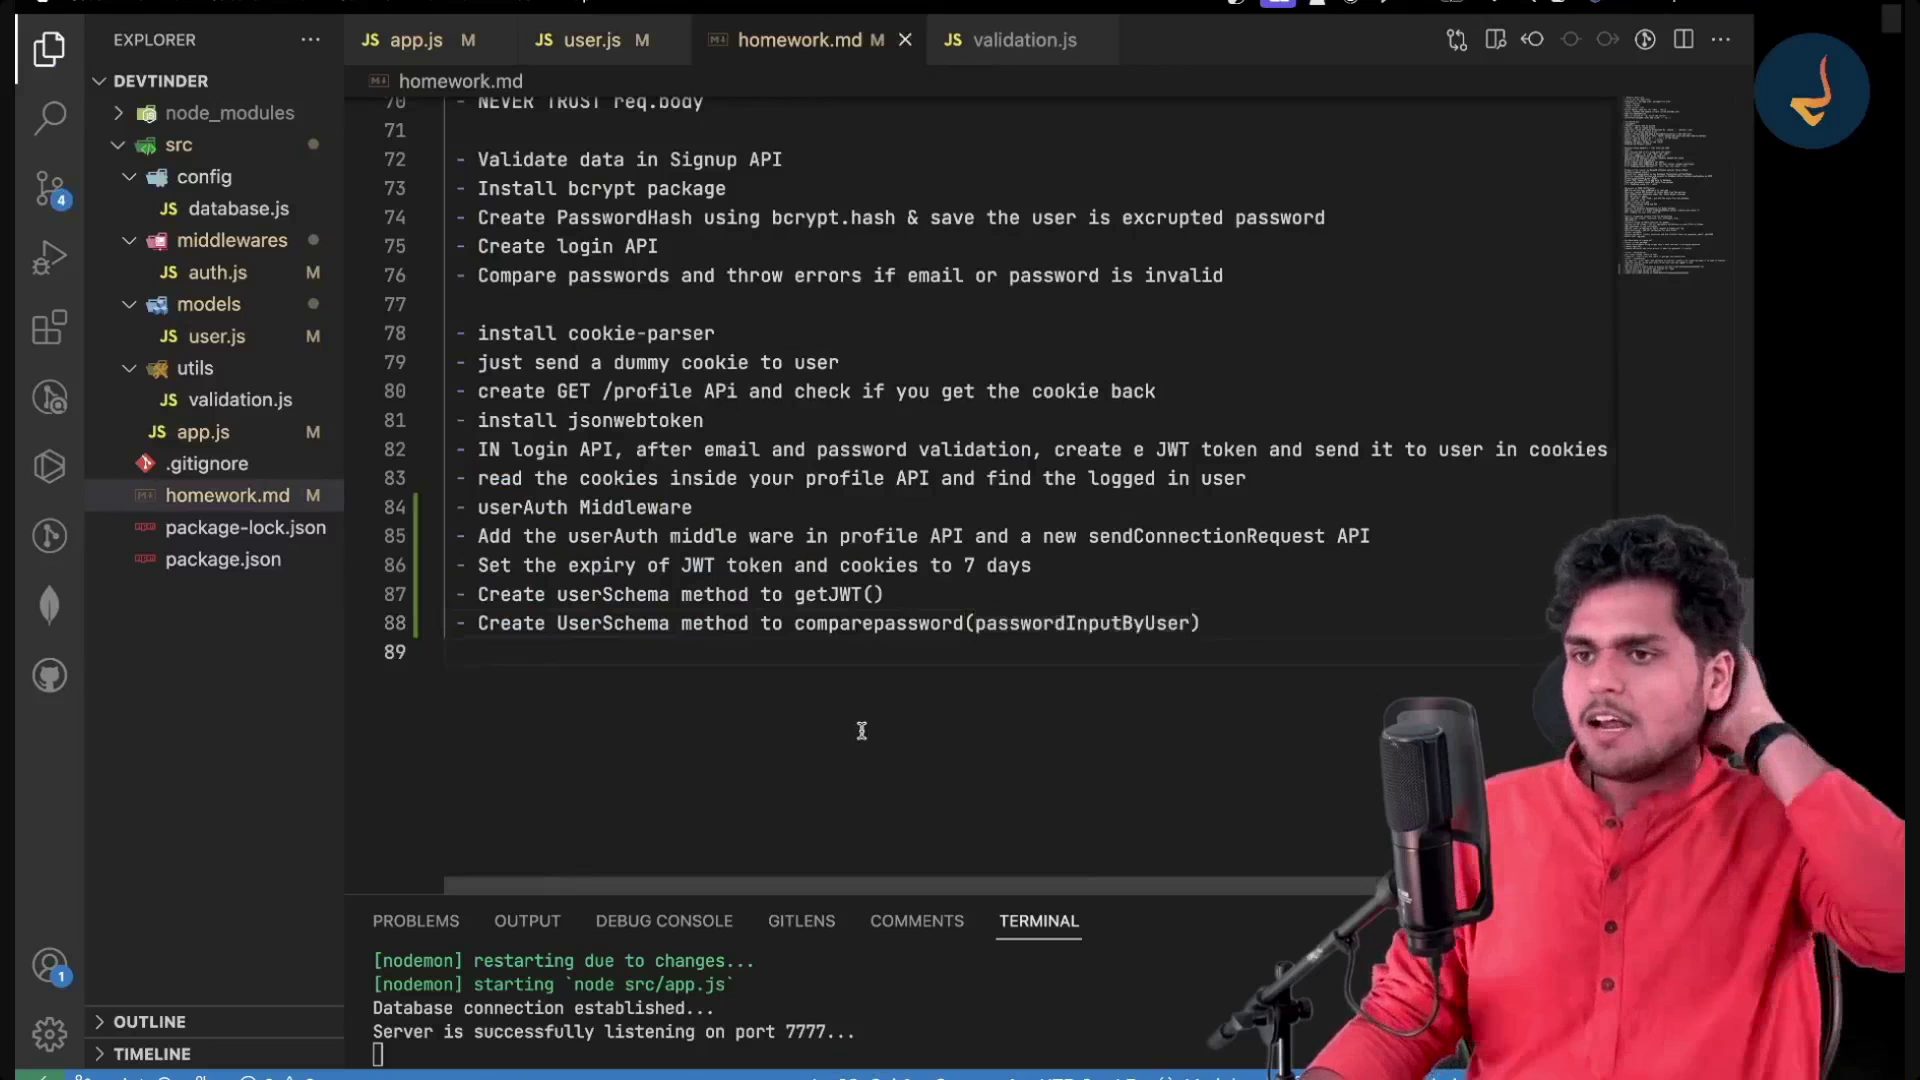 EXPLORER
DEVTINDER
node_modules
src
config
JS database.js
middlewares
JS auth.js M
models
JS user.js M
utils
JS validation.js
JS app.js M
.gitignore
homework.md M
package-lock.json
package.json
OUTLINE
TIMELINE
4
1
JS app.js M
JS user.js M
homework.md M
JS validation.js
homework.md
70 - NEVER TRUST req.body
71
72 - Validate data in Signup API
73 - Install bcrypt package
74 - Create PasswordHash using bcrypt.hash & save the user is excrupted password
75 - Create login API
76 - Compare passwords and throw errors if email or password is invalid
77
78 - install cookie-parser
79 - just send a dummy cookie to user
80 - create GET /profile APi and check if you get the cookie back
81 - install jsonwebtoken
82 - IN login API, after email and password validation, create e JWT token and send it to user in cookies
83 - read the cookies inside your profile API and find the logged in user
84 - userAuth Middleware
85 - Add the userAuth middle ware in profile API and a new sendConnectionRequest API
86 - Set the expiry of JWT token and cookies to 7 days
87 - Create userSchema method to getJWT()
88 - Create UserSchema method to comparepassword(passwordInputByUser)
89
PROBLEMS OUTPUT DEBUG CONSOLE GITLENS COMMENTS TERMINAL
[nodemon] restarting due to changes...
[nodemon] starting `node src/app.js`
Database connection established...
Server is successfully listening on port 7777...